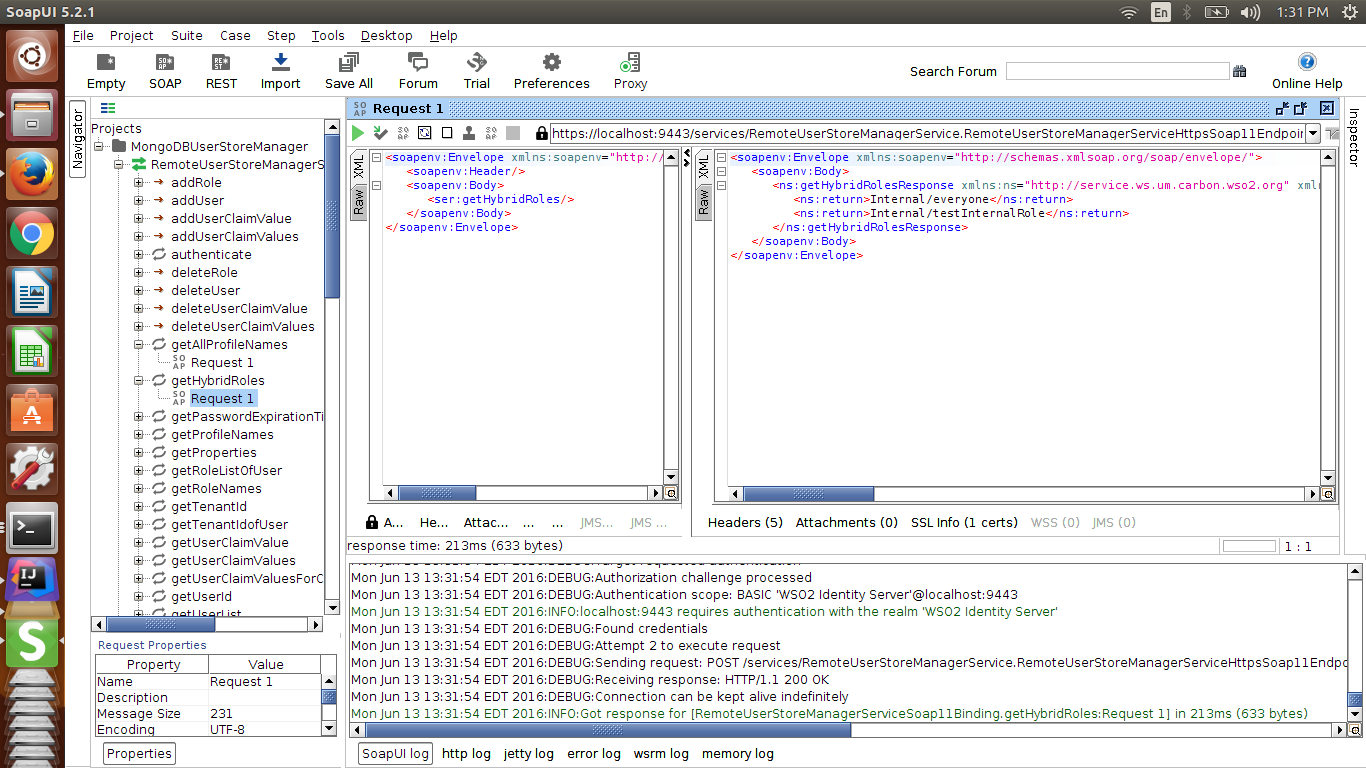 SoapUI 5.2.1
En
1:31 PM
File Project Suite Case Step Tools Desktop Help
Empty SOAP REST Import Save All Forum Trial Preferences Proxy
Search Forum
Online Help
Navigator
Projects
MongoDBUserStoreManager
RemoteUserStoreManagerS
addRole
addUser
addUserClaimValue
addUserClaimValues
authenticate
deleteRole
deleteUser
deleteUserClaimValue
deleteUserClaimValues
getAllProfileNames
Request 1
getHybridRoles
Request 1
getPasswordExpirationTi
getProfileNames
getProperties
getRoleListOfUser
getRoleNames
getTenantId
getTenantIdofUser
getUserClaimValue
getUserClaimValues
getUserClaimValuesForC
getUserId
getUserList
Request Properties
Property Value
Name Request 1
Description
Message Size 231
Encoding UTF-8
Properties
Request 1
https://localhost:9443/services/RemoteUserStoreManagerService.RemoteUserStoreManagerServiceHttpsSoap11Endpoin
XML
Raw
<soapenv:Envelope xmlns:soapenv="http://
<soapenv:Header/>
<soapenv:Body>
<ser:getHybridRoles/>
</soapenv:Body>
</soapenv:Envelope>
A... He... Attac... ... ... JMS... JMS ...
XML
Raw
<soapenv:Envelope xmlns:soapenv="http://schemas.xmlsoap.org/soap/envelope/">
<soapenv:Body>
<ns:getHybridRolesResponse xmlns:ns="http://service.ws.um.carbon.wso2.org" xml
<ns:return>Internal/everyone</ns:return>
<ns:return>Internal/testInternalRole</ns:return>
</ns:getHybridRolesResponse>
</soapenv:Body>
</soapenv:Envelope>
Headers (5) Attachments (0) SSL Info (1 certs) WSS (0) JMS (0)
response time: 213ms (633 bytes)
1 : 1
Inspector
Mon Jun 13 13:31:54 EDT 2016:DEBUG:Target requested authentication
Mon Jun 13 13:31:54 EDT 2016:DEBUG:Authorization challenge processed
Mon Jun 13 13:31:54 EDT 2016:DEBUG:Authentication scope: BASIC 'WSO2 Identity Server'@localhost:9443
Mon Jun 13 13:31:54 EDT 2016:INFO:localhost:9443 requires authentication with the realm 'WSO2 Identity Server'
Mon Jun 13 13:31:54 EDT 2016:DEBUG:Found credentials
Mon Jun 13 13:31:54 EDT 2016:DEBUG:Attempt 2 to execute request
Mon Jun 13 13:31:54 EDT 2016:DEBUG:Sending request: POST /services/RemoteUserStoreManagerService.RemoteUserStoreManagerServiceHttpsSoap11Endpo
Mon Jun 13 13:31:54 EDT 2016:DEBUG:Receiving response: HTTP/1.1 200 OK
Mon Jun 13 13:31:54 EDT 2016:DEBUG:Connection can be kept alive indefinitely
Mon Jun 13 13:31:54 EDT 2016:INFO:Got response for [RemoteUserStoreManagerServiceSoap11Binding.getHybridRoles:Request 1] in 213ms (633 bytes)
SoapUI log http log jetty log error log wsrm log memory log